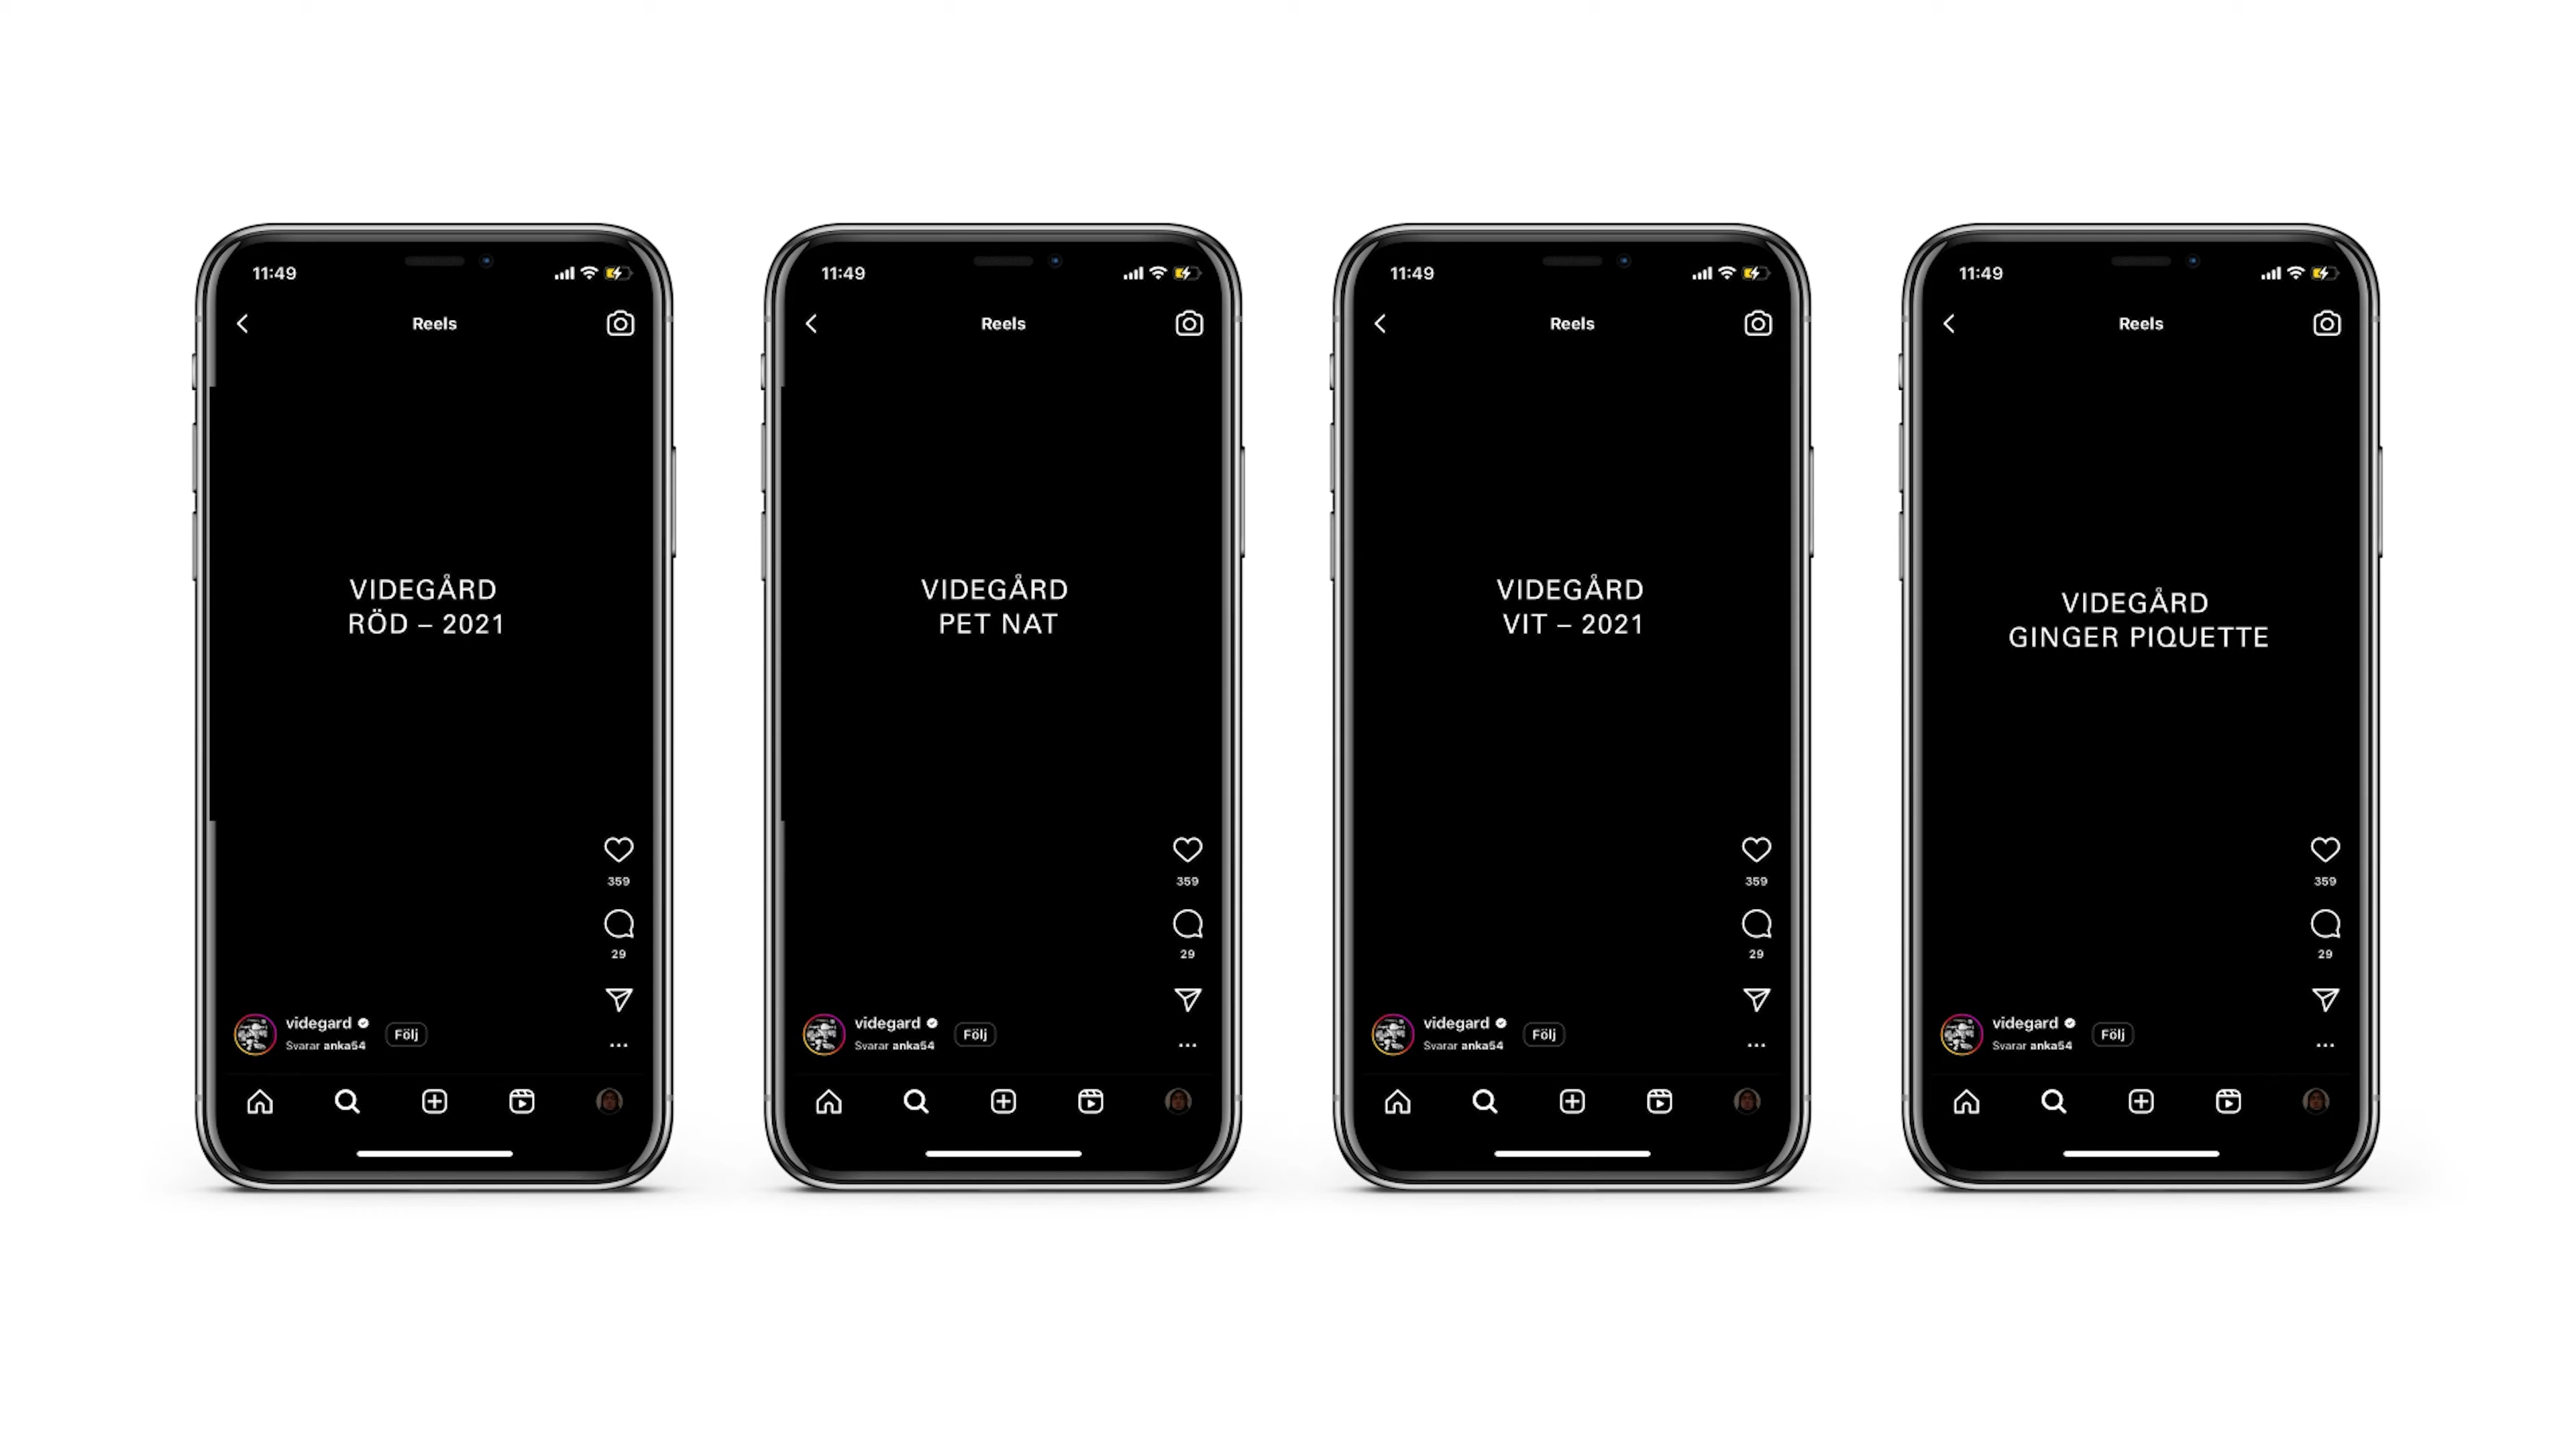 11:49
Reels
VIDEGÅRD
RÖD – 2021
359
29
videgard
Svarar anka54
Följ
11:49
Reels
VIDEGÅRD
PET NAT
359
29
videgard
Svarar anka54
Följ
11:49
Reels
VIDEGÅRD
VIT – 2021
359
29
videgard
Svarar anka54
Följ
11:49
Reels
VIDEGÅRD
GINGER PIQUETTE
359
29
videgard
Svarar anka54
Följ